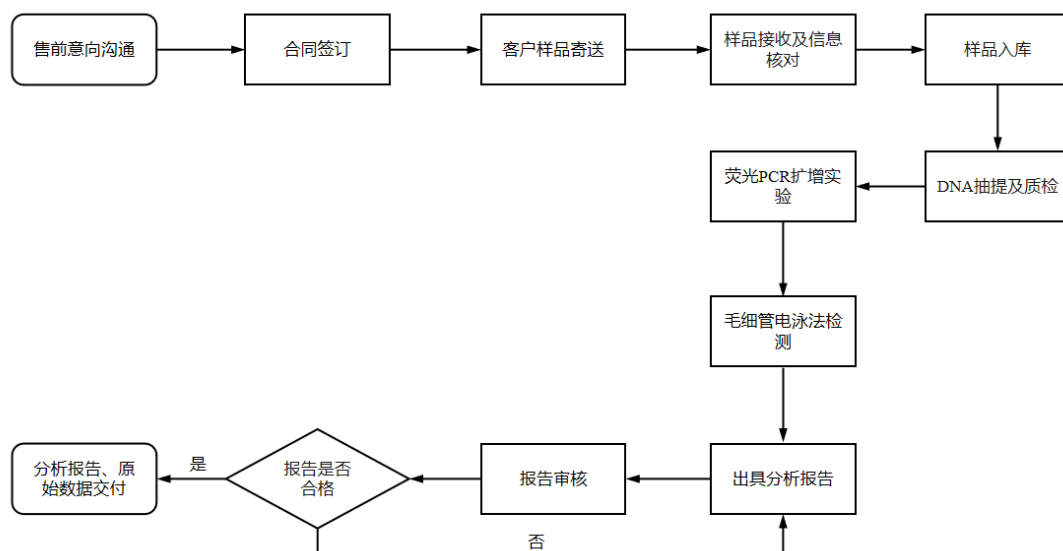 售前意向沟通
合同签订
客户样品寄送
样品接收及信息
核对
样品入库
DNA抽提及质检
荧光PCR扩增实
验
毛细管电泳法检
测
出具分析报告
报告审核
报告是否
合格
是
分析报告、原
始数据交付
否